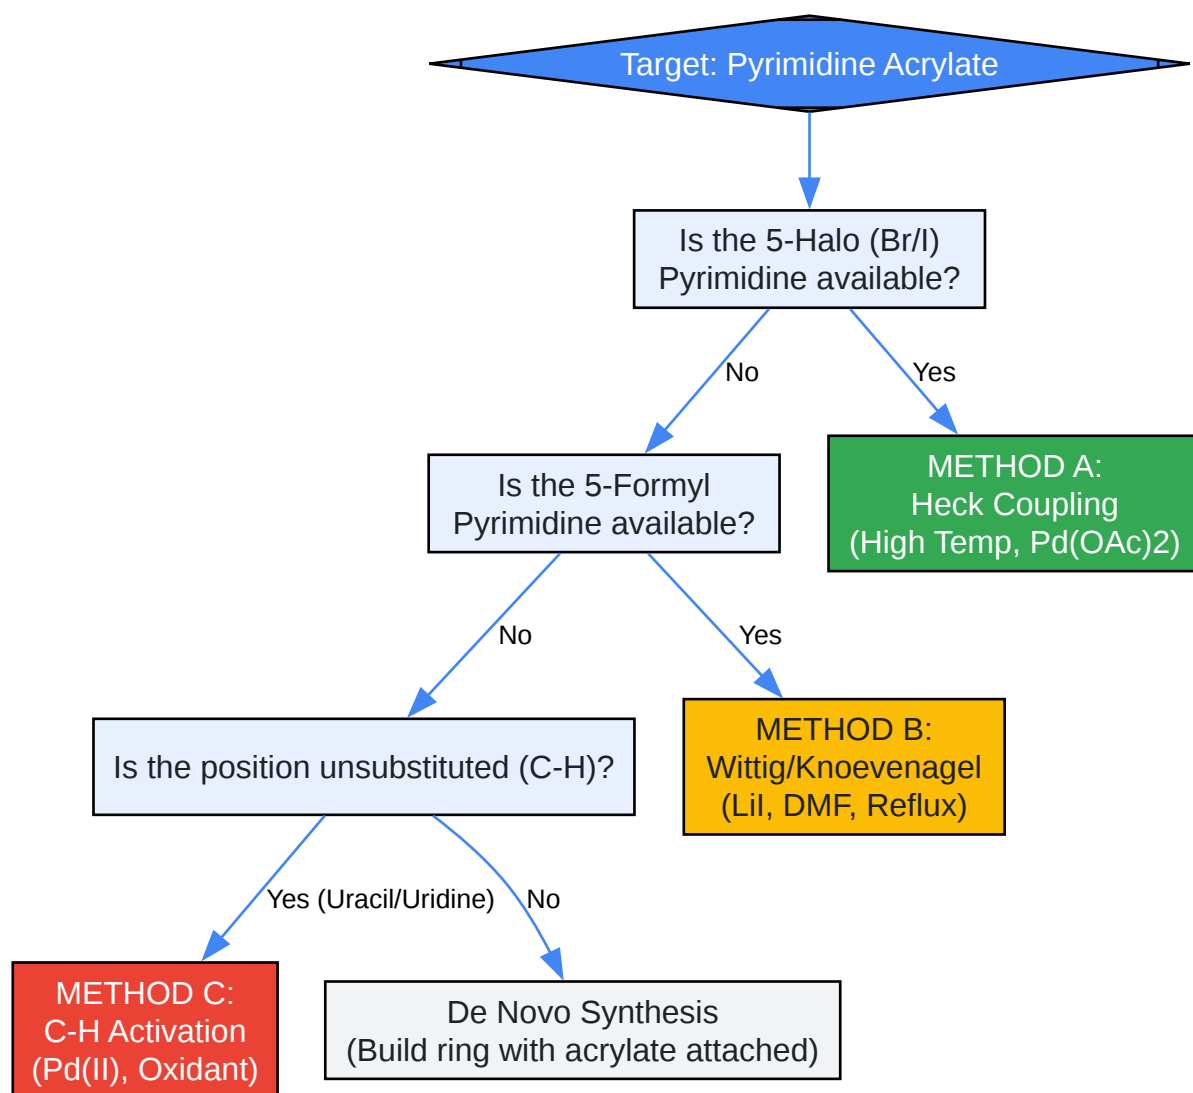 Target: Pyrimidine Acrylate
Is the 5-Halo (Br/I)
Pyrimidine available?
No
Yes
METHOD A:
Heck Coupling
(High Temp, Pd(OAc)2)
Is the 5-Formyl
Pyrimidine available?
No
Yes
METHOD B:
Wittig/Knoevenagel
(LiI, DMF, Reflux)
Is the position unsubstituted (C-H)?
Yes (Uracil/Uridine)
No
METHOD C:
C-H Activation
(Pd(II), Oxidant)
De Novo Synthesis
(Build ring with acrylate attached)